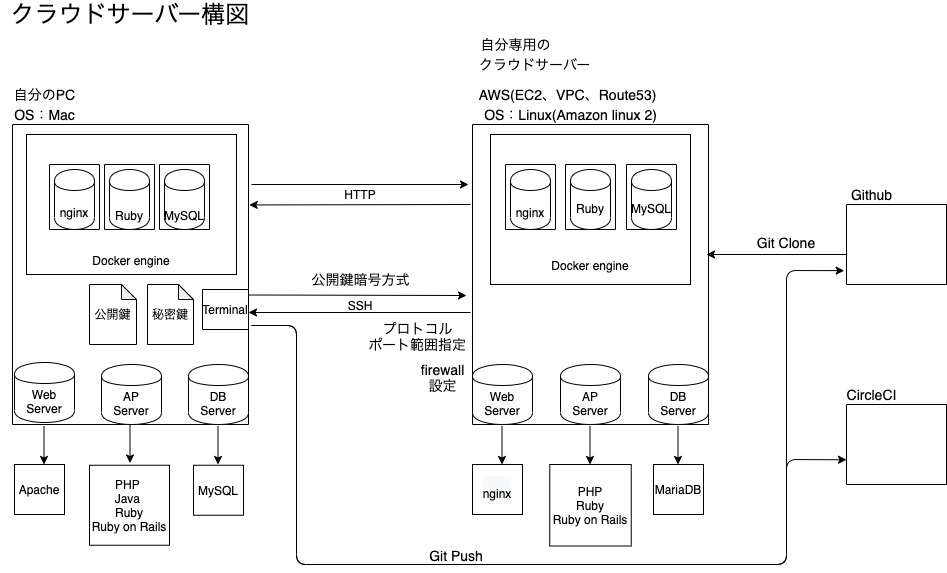 クラウドサーバー構図
自分専用の
クラウドサーバー
自分のPC
OS：Mac
AWS(EC2、VPC、Route53)
OS：Linux(Amazon linux 2)
nginx
Ruby
MySQL
Docker engine
HTTP
nginx
Ruby
MySQL
Docker engine
Github
Git Clone
公開鍵
秘密鍵
Terminal
公開鍵暗号方式
SSH
プロトコル
ポート範囲指定
firewall
設定
Web
Server
AP
Server
DB
Server
Web
Server
AP
Server
DB
Server
CircleCI
Apache
PHP
Java
Ruby
Ruby on Rails
MySQL
nginx
PHP
Ruby
Ruby on Rails
MariaDB
Git Push